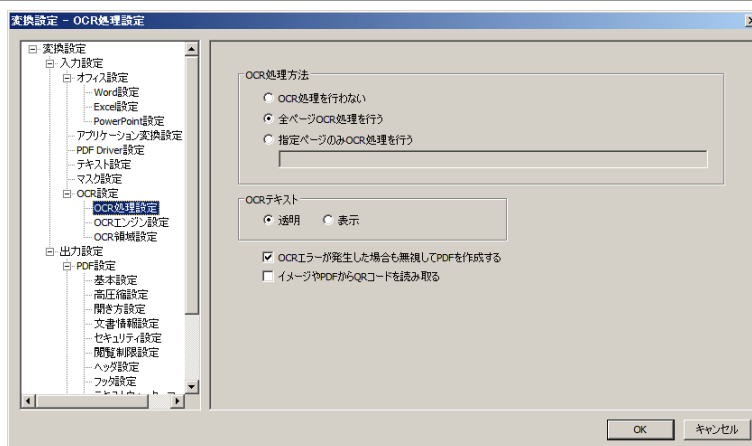 変換設定 - OCR処理設定
変換設定
入力設定
オフィス設定
Word設定
Excel設定
PowerPoint設定
アプリケーション変換設定
PDF Driver設定
テキスト設定
マスク設定
OCR設定
OCR処理設定
OCRエンジン設定
OCR領域設定
出力設定
PDF設定
基本設定
高圧縮設定
開き方設定
文書情報設定
セキュリティ設定
閲覧制限設定
ヘッダ設定
フッタ設定
OCR処理方法
OCR処理を行わない
全ページOCR処理を行う
指定ページのみOCR処理を行う
OCRテキスト
透明 表示
OCRエラーが発生した場合も無視してPDFを作成する
イメージやPDFからQRコードを読み取る
OK キャンセル